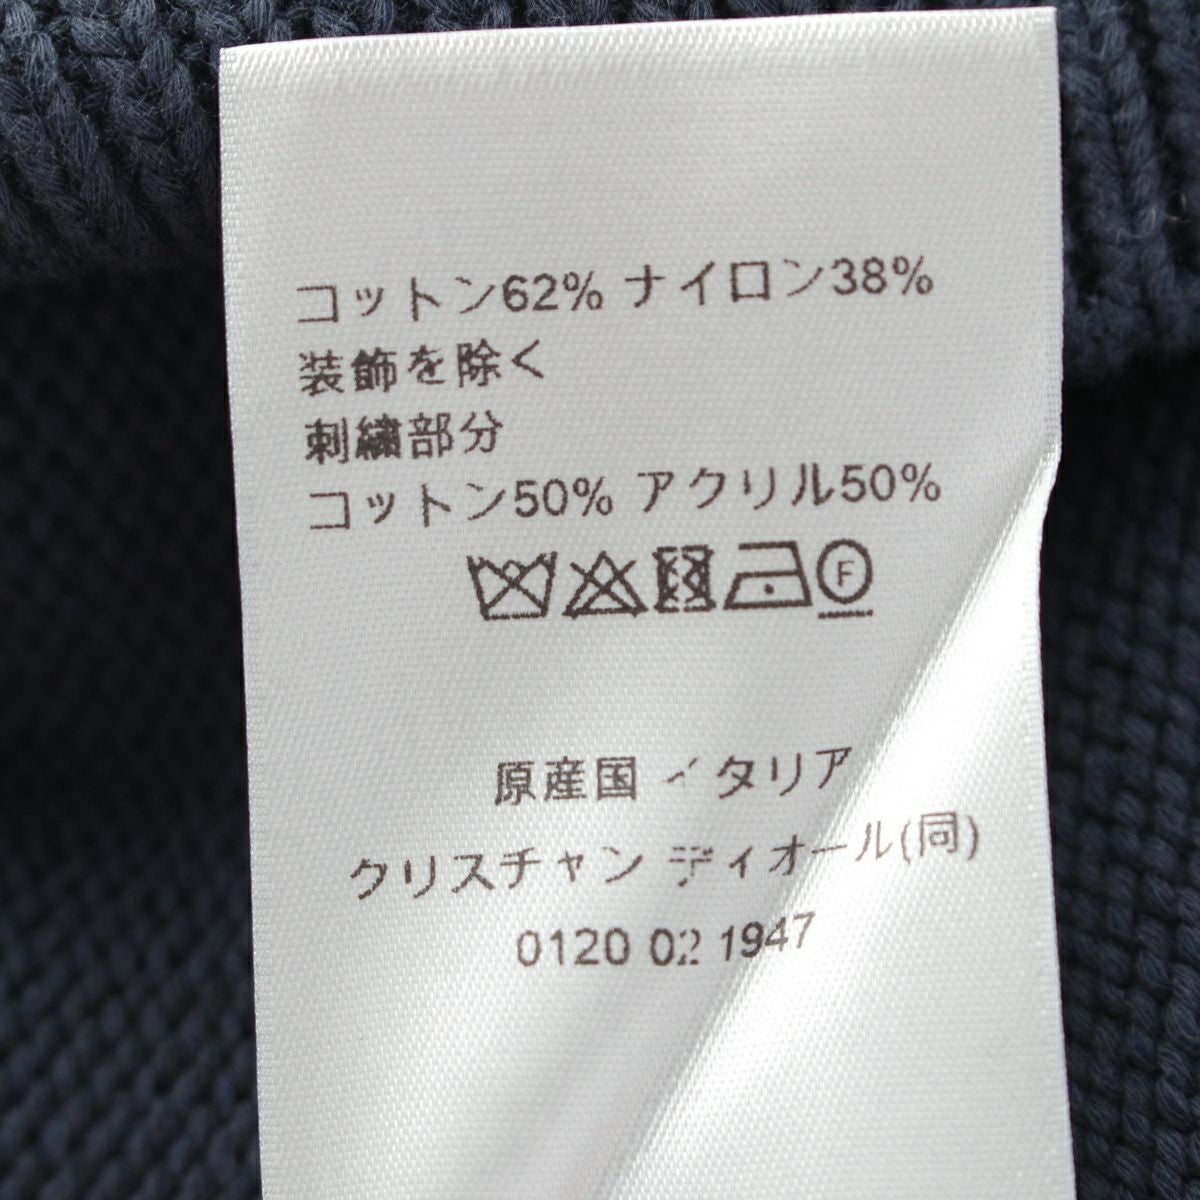 コットン62% ナイロン38%
装飾を除く
刺繍部分
コットン50% アクリル50%
F
原産国 イタリア
クリスチャン ディオール(同)
0120 02 1947